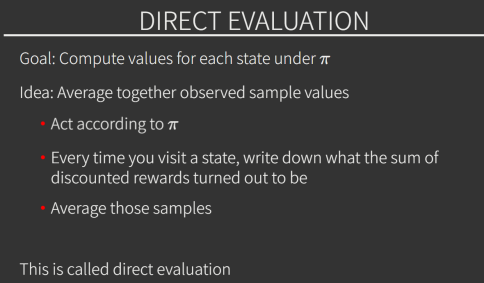 DIRECT EVALUATION
Goal: Compute values for each state under π
Idea: Average together observed sample values
• Act according to π
• Every time you visit a state, write down what the sum of
discounted rewards turned out to be
• Average those samples
This is called direct evaluation